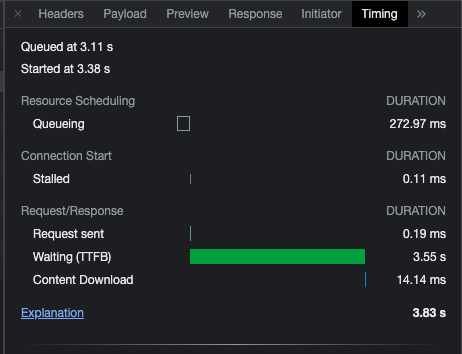 × Headers Payload Preview Response Initiator Timing »
Queued at 3.11 s
Started at 3.38 s
Resource Scheduling DURATION
Queueing 272.97 ms
Connection Start DURATION
Stalled 0.11 ms
Request/Response DURATION
Request sent 0.19 ms
Waiting (TTFB) 3.55 s
Content Download 14.14 ms
Explanation 3.83 s